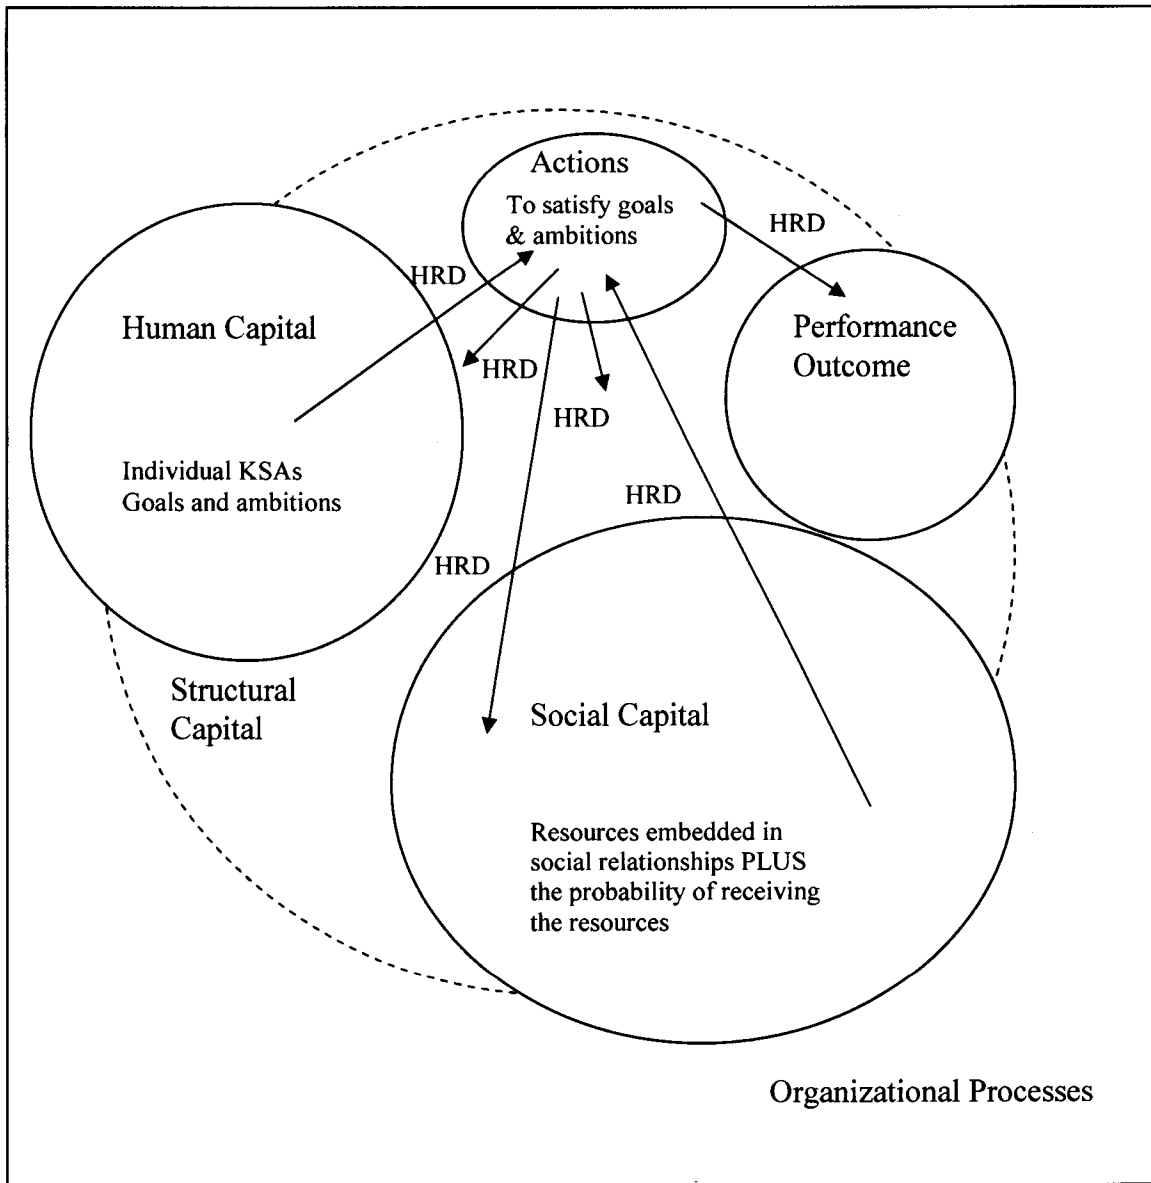 Actions
To satisfy goals
& ambitions
HRD
HRD
Human Capital
Performance
Outcome
HRD
HRD
Individual KSAs
Goals and ambitions
HRD
HRD
Structural
Capital
Social Capital
Resources embedded in
social relationships PLUS
the probability of receiving
the resources
Organizational Processes